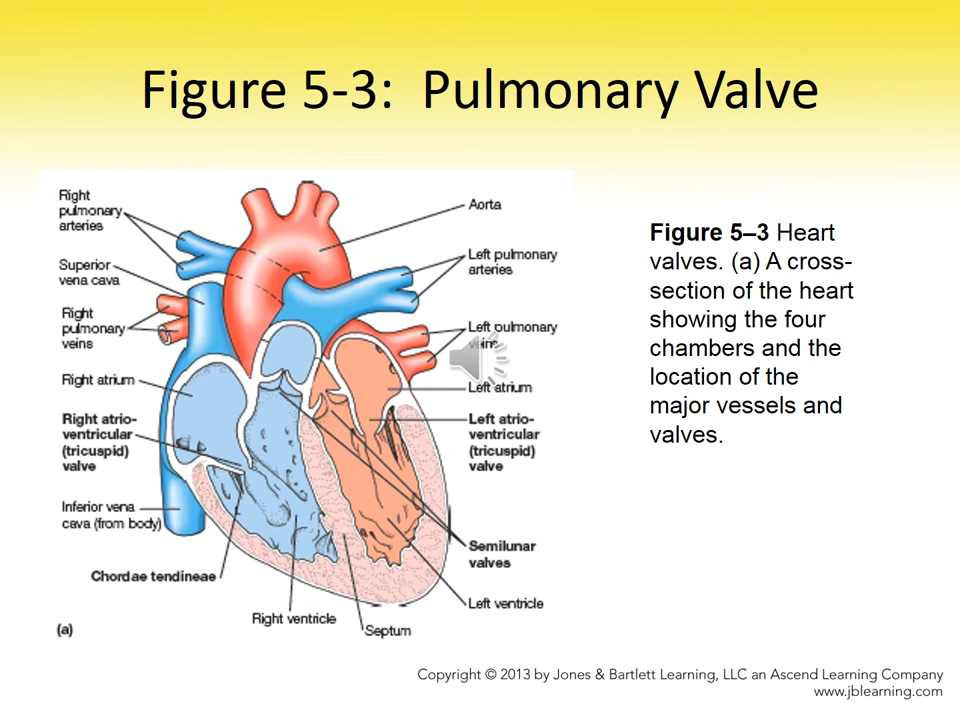 Figure 5-3: Pulmonary Valve
Right
pulmonary
arteries
Superior
vena cava
Right
pulmonary
veins
Right atrium
Right atrio-
ventricular
(tricuspid)
valve
Inferior vena
cava (from body)
Chordae tendineae
Right ventricle
Septum
(a)
Aorta
Left pulmonary
arteries
Left pulmonary
veins
Left atrium
Left atrio-
ventricular
(tricuspid)
valve
Semilunar
valves
Left ventricle
Figure 5–3 Heart
valves. (a) A cross-
section of the heart
showing the four
chambers and the
location of the
major vessels and
valves.
Copyright © 2013 by Jones & Bartlett Learning, LLC an Ascend Learning Company
www.jblearning.com